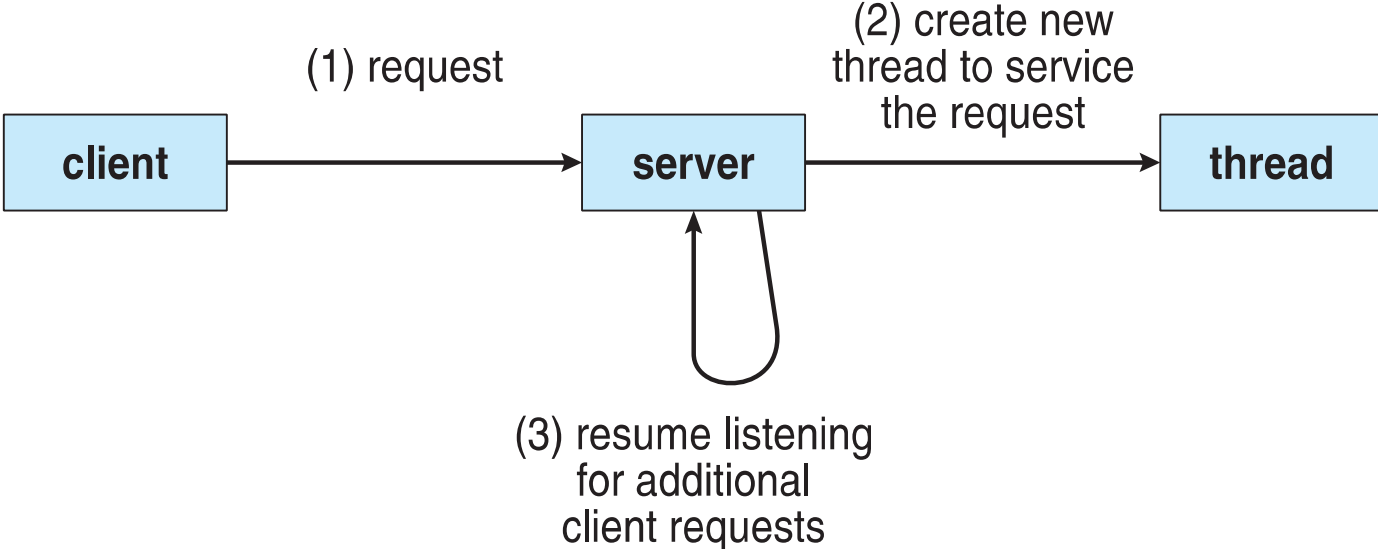 (1) request
(2) create new
thread to service
the request
client
server
thread
(3) resume listening
for additional
client requests